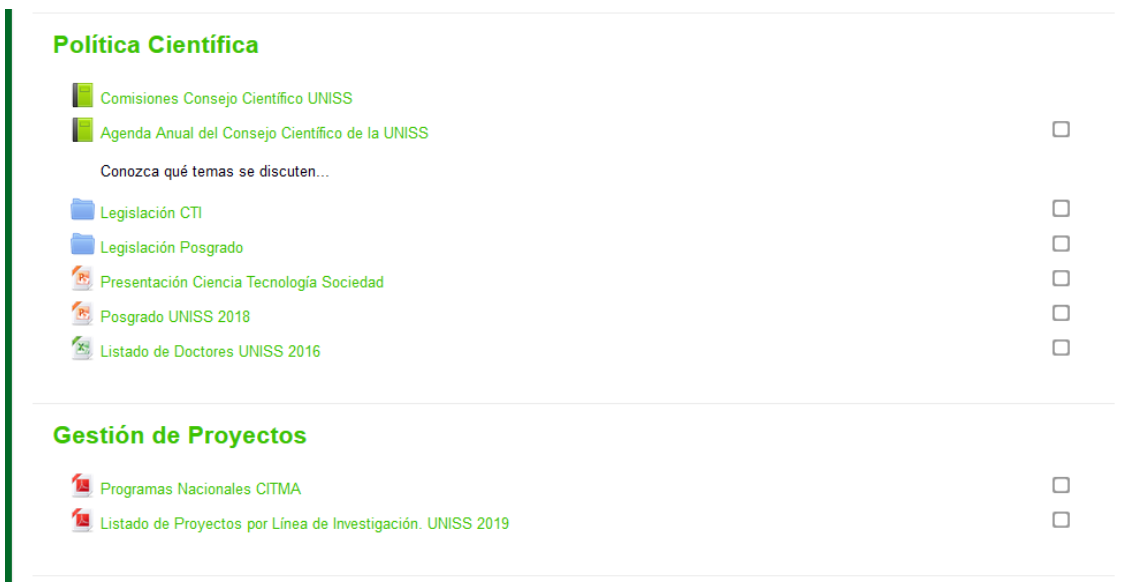 Política Científica
Comisiones Consejo Científico UNISS
Agenda Anual del Consejo Científico de la UNISS
Conozca qué temas se discuten...
Legislación CTI
Legislación Posgrado
Presentación Ciencia Tecnología Sociedad
Posgrado UNISS 2018
Listado de Doctores UNISS 2016
Gestión de Proyectos
Programas Nacionales CITMA
Listado de Proyectos por Línea de Investigación. UNISS 2019